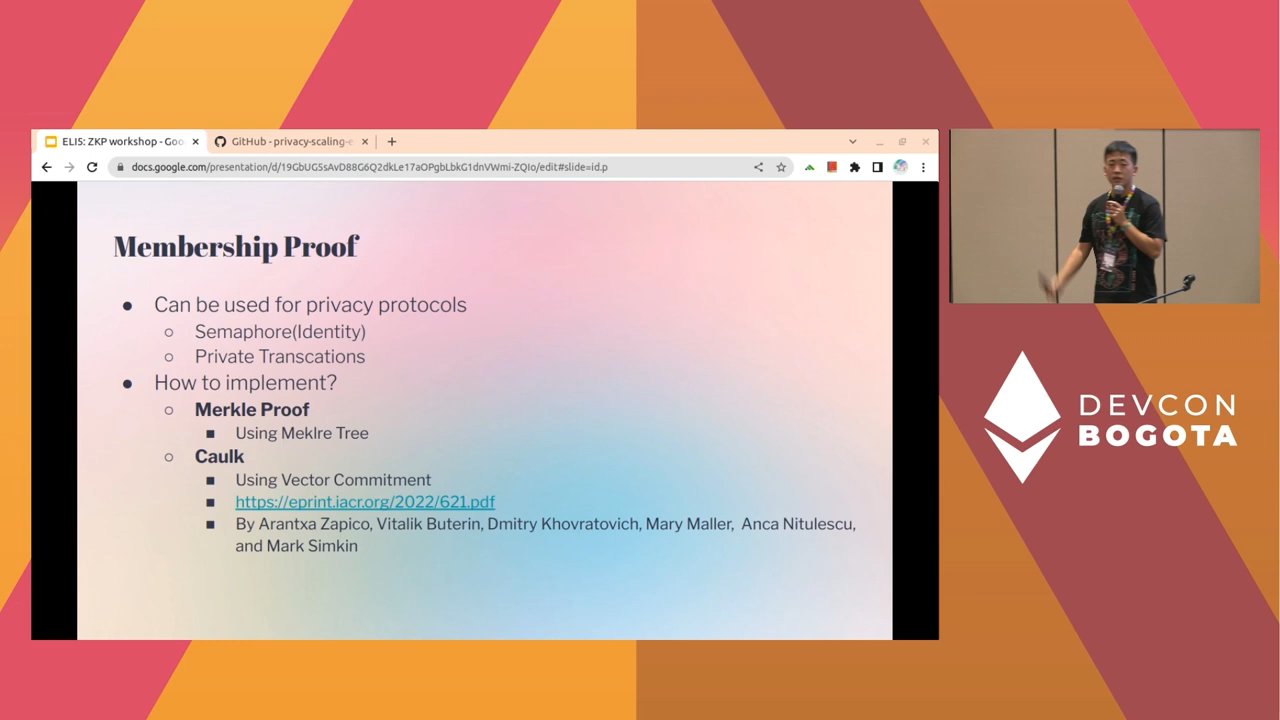 ELI5: ZKP workshop - Goo
GitHub - privacy-scaling-e
docs.google.com/presentation/d/19GbUG5sAvD88G6Q2dkLe17aOPgbLbkG1dnVWmi-ZQIo/edit#slide=id.p
Membership Proof
● Can be used for privacy protocols
○ Semaphore(Identity)
○ Private Transcations
● How to implement?
○ Merkle Proof
■ Using Meklre Tree
○ Caulk
■ Using Vector Commitment
■ https://eprint.iacr.org/2022/621.pdf
■ By Arantxa Zapico, Vitalik Buterin, Dmitry Khovratovich, Mary Maller, Anca Nitulescu,
and Mark Simkin
DEVCON
BOGOTA